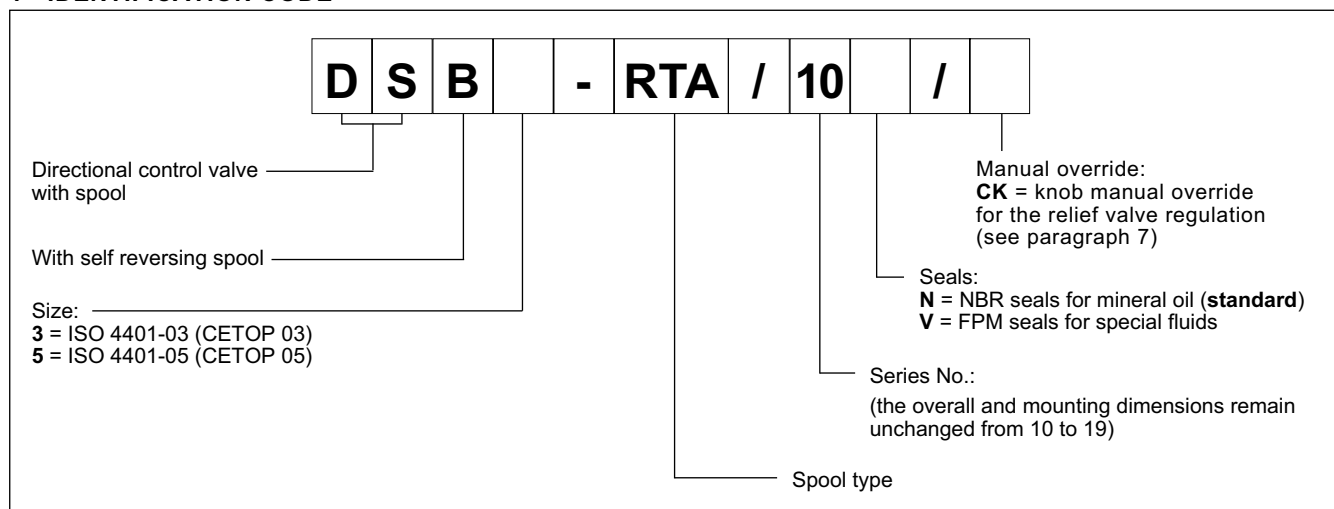 D S B - RTA / 10 /
Directional control valve
with spool
With self reversing spool
Size:
3 = ISO 4401-03 (CETOP 03)
5 = ISO 4401-05 (CETOP 05)
Manual override:
CK = knob manual override
for the relief valve regulation
(see paragraph 7)
Seals:
N = NBR seals for mineral oil (standard)
V = FPM seals for special fluids
Series No.:
(the overall and mounting dimensions remain
unchanged from 10 to 19)
Spool type